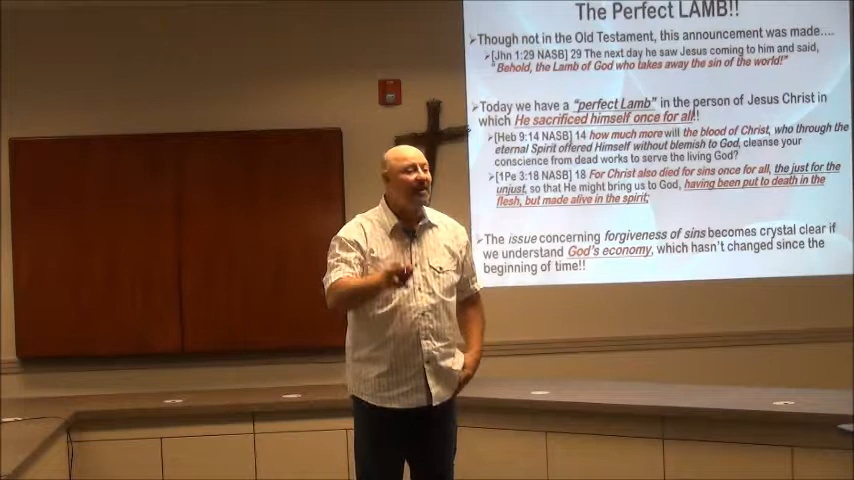 The Perfect LAMB!!
Though not in the Old Testament, this announcement was made....
[Jhn 1:29 NASB] 29 The next day he saw Jesus coming to him and said,
"Behold, the Lamb of God who takes away the sin of the world!"
Today we have a "perfect Lamb" in the person of Jesus Christ in
which He sacrificed himself once for all!
[Heb 9:14 NASB] 14 how much more will the blood of Christ, who through the
eternal Spirit offered Himself without blemish to God, cleanse your
conscience from dead works to serve the living God?
[1Pe 3:18 NASB] 18 For Christ also died for sins once for all, the just for the
unjust, so that He might bring us to God, having been put to death in the
flesh, but made alive in the spirit;
The issue concerning forgiveness of sins becomes crystal clear if
we understand God's economy, which hasn't changed since their
beginning of time!